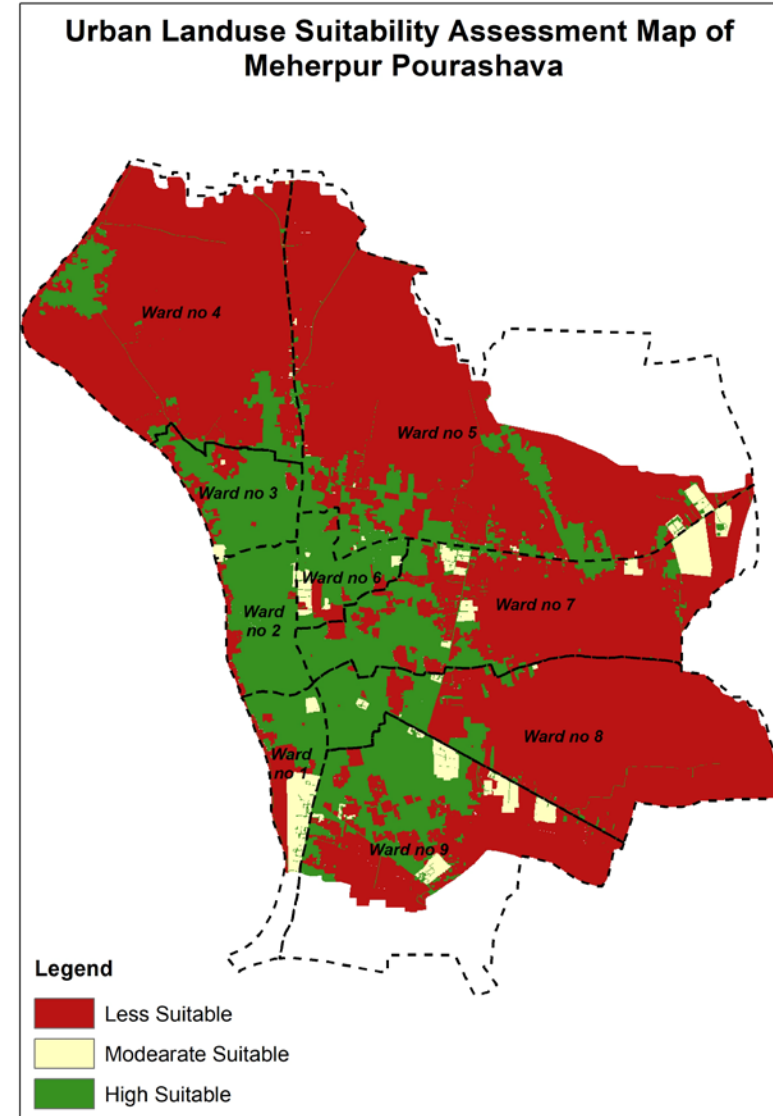 Urban Landuse Suitability Assessment Map of
Meherpur Pourashava
Ward no 4
Ward no 5
Ward no 3
Ward no 6
Ward no 7
Ward
no 2
Ward no 8
Ward
no 1
Ward no 9
Legend
Less Suitable
Modearate Suitable
High Suitable